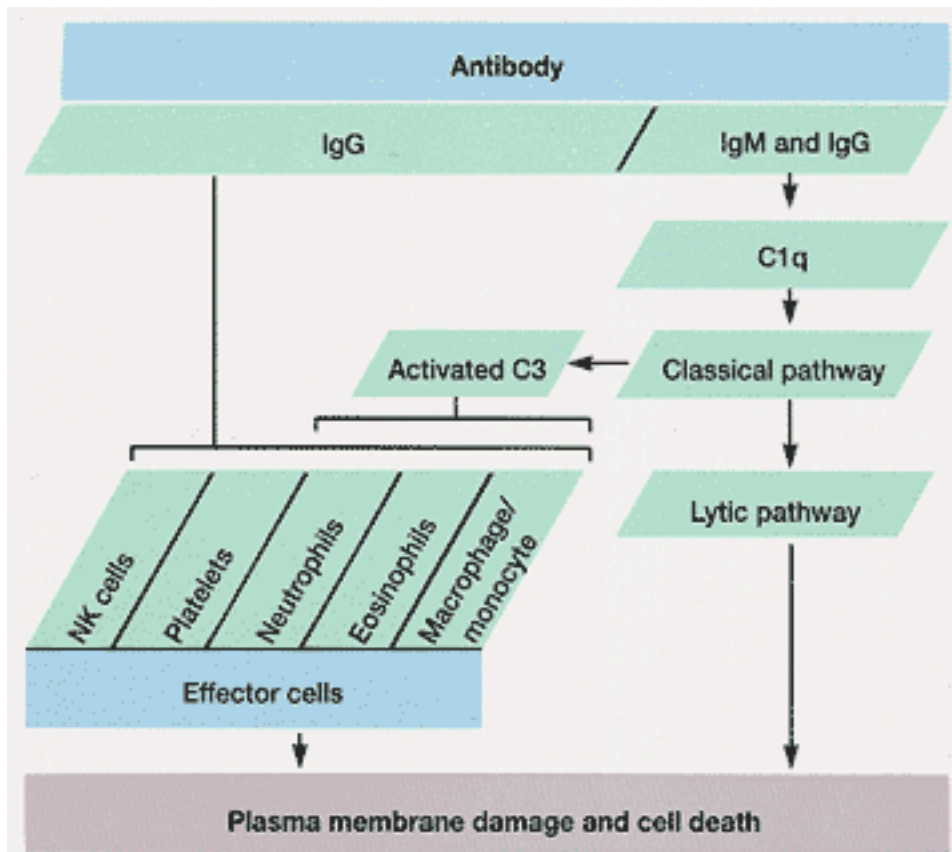 Antibody
IgG
IgM and IgG
C1q
Activated C3
Classical pathway
Lytic pathway
NK cells
Platelets
Neutrophils
Eosinophils
Macrophage/
monocyte
Effector cells
Plasma membrane damage and cell death